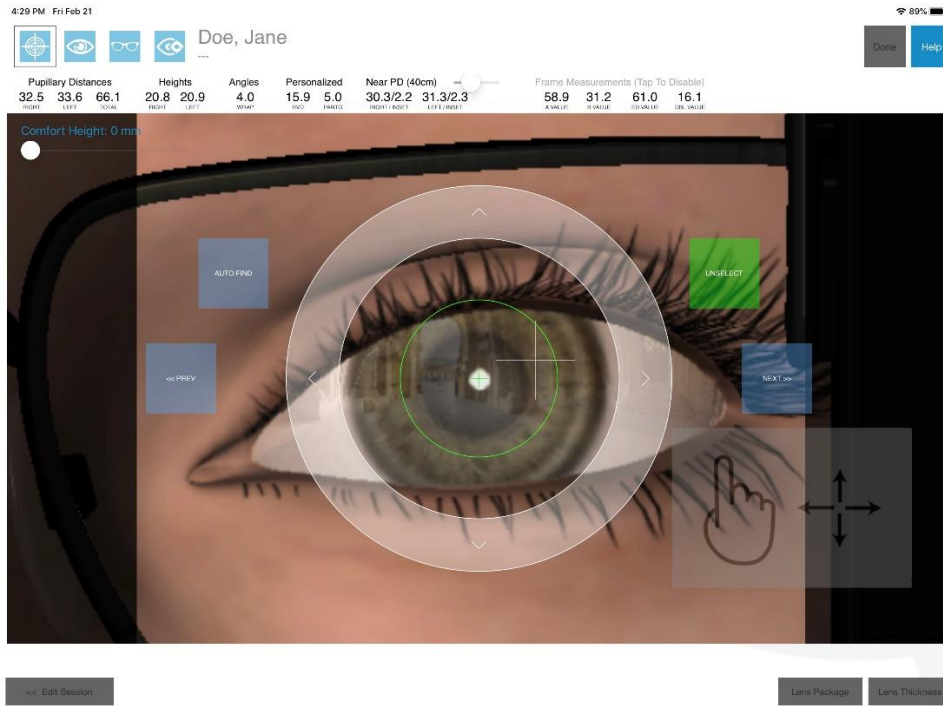 4:29 PM Fri Feb 21
89%
Doe, Jane
---
Done
Help
Pupillary Distances
Heights
Angles
Personalized
Near PD (40cm)
Frame Measurements (Tap To Disable)
32.5 33.6 66.1
20.8 20.9
4.0
15.9 5.0
30.3/2.2 31.3/2.3
58.9 31.2 61.0 16.1
RIGHT LEFT TOTAL
RIGHT LEFT
WRAP
RVD PANTO
RIGHT / INSET LEFT / INSET
A VALUE B VALUE ED VALUE DBL VALUE
Comfort Height: 0 mm
AUTO FIND
UNSELECT
<< PREV
NEXT >>
<< Edit Session
Lens Package
Lens Thickness